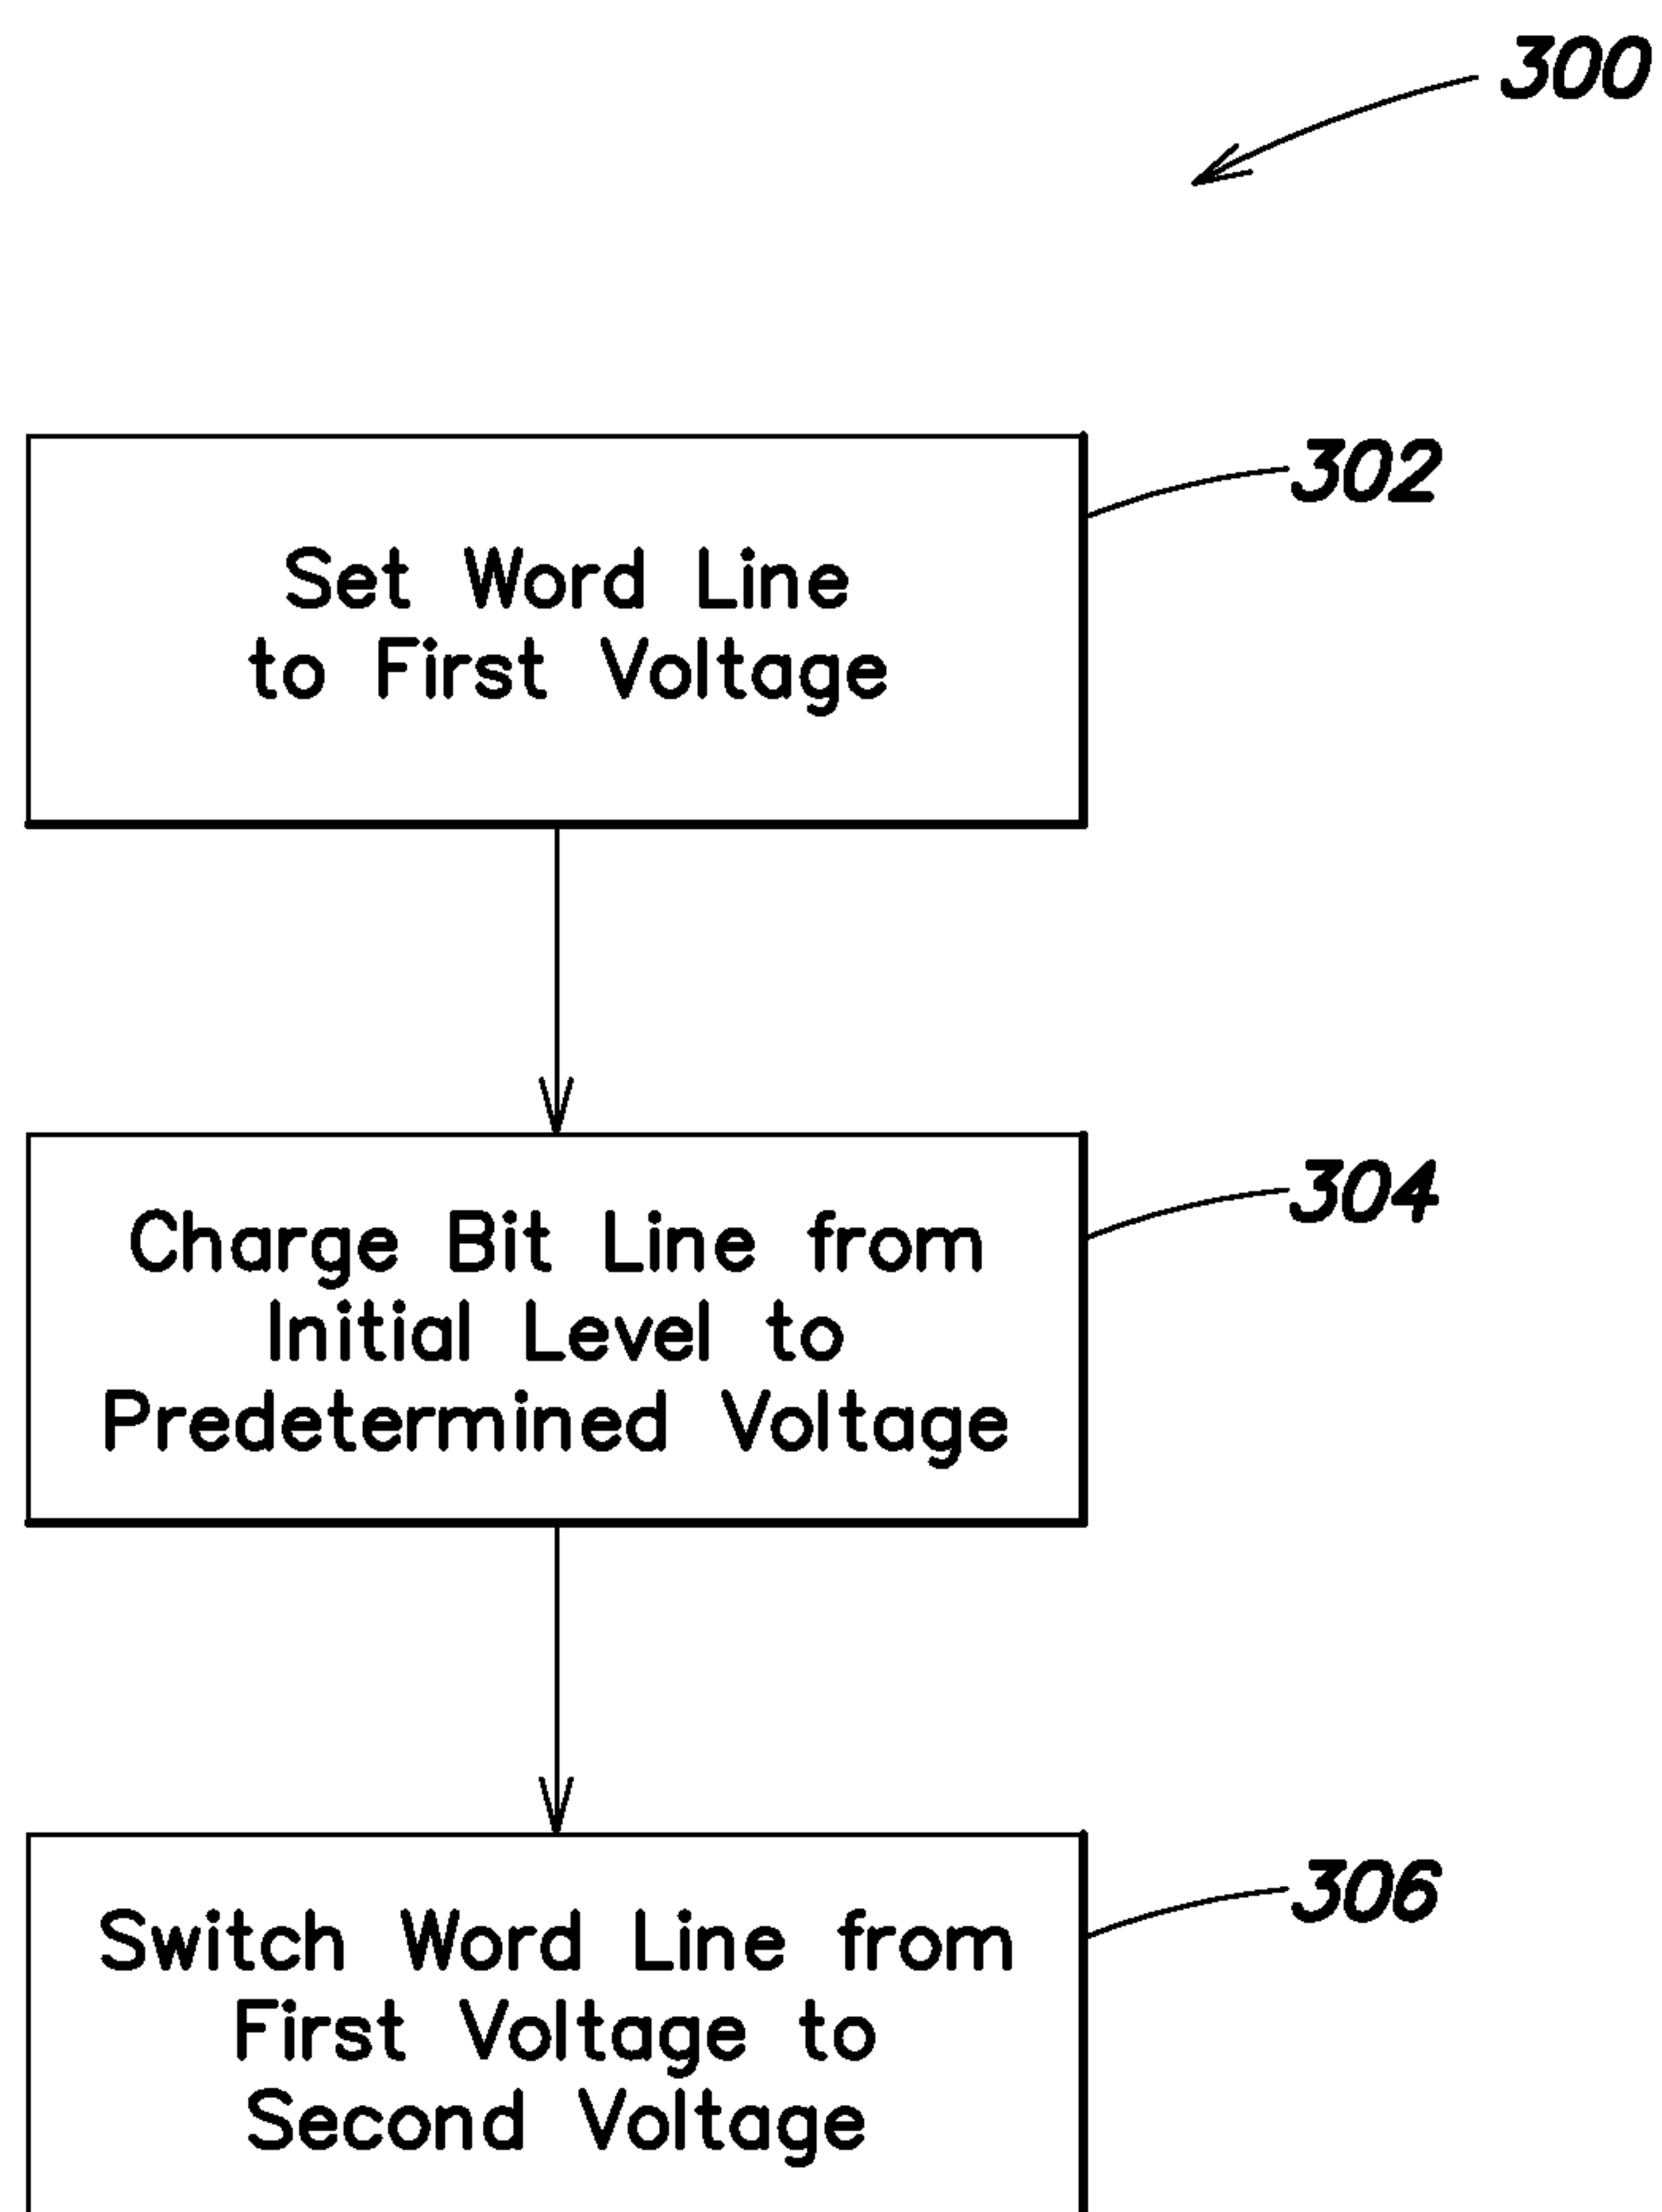 300
302
Set Word Line
to First Voltage
304
Charge Bit Line from
Initial Level to
Predetermined Voltage
306
Switch Word Line from
First Voltage to
Second Voltage